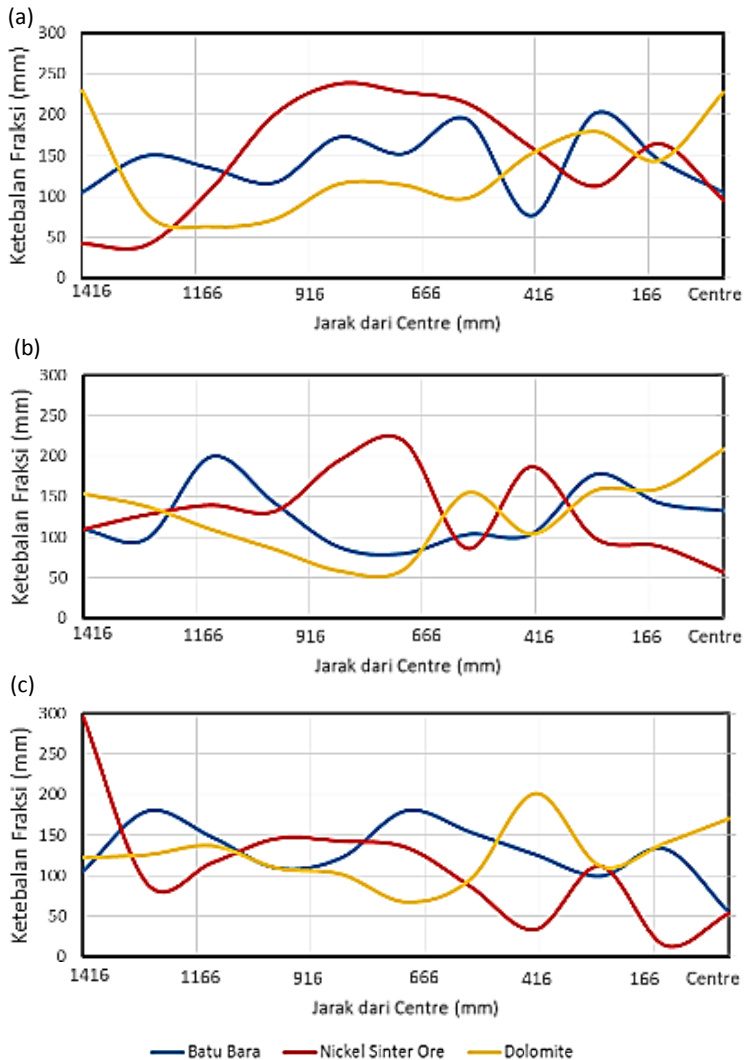 (a)
Ketebalan Fraksi (mm)
300
250
200
150
100
50
0
1416 1166 916 666 416 166 Centre
Jarak dari Centre (mm)
(b)
Ketebalan Fraksi (mm)
300
250
200
150
100
50
0
1416 1166 916 666 416 166 Centre
Jarak dari Centre (mm)
(c)
Ketebalan Fraksi (mm)
300
250
200
150
100
50
0
1416 1166 916 666 416 166 Centre
Jarak dari Centre (mm)
Batu Bara Nickel Sinter Ore Dolomite